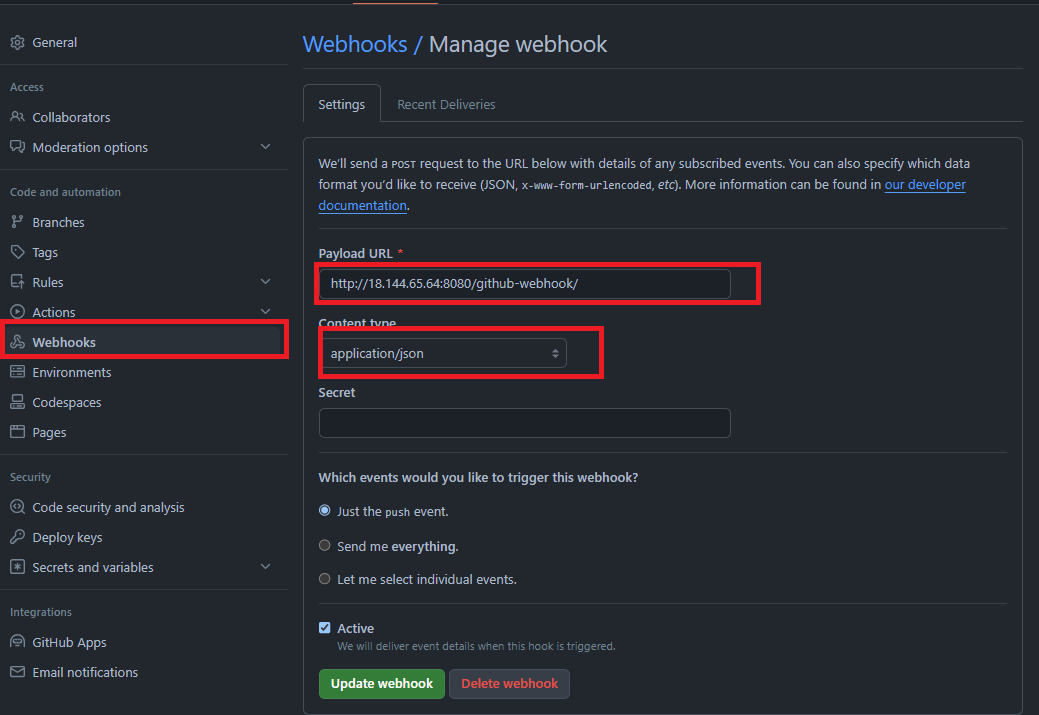 General
Access
Collaborators
Moderation options
Code and automation
Branches
Tags
Rules
Actions
Webhooks
Environments
Codespaces
Pages
Security
Code security and analysis
Deploy keys
Secrets and variables
Integrations
GitHub Apps
Email notifications
Webhooks / Manage webhook
Settings
Recent Deliveries
We'll send a POST request to the URL below with details of any subscribed events. You can also specify which data
format you'd like to receive (JSON, x-www-form-urlencoded, etc). More information can be found in our developer
documentation.
Payload URL *
http://18.144.65.64:8080/github-webhook/
Content type
application/json
Secret
Which events would you like to trigger this webhook?
Just the push event.
Send me everything.
Let me select individual events.
Active
We will deliver event details when this hook is triggered.
Update webhook
Delete webhook